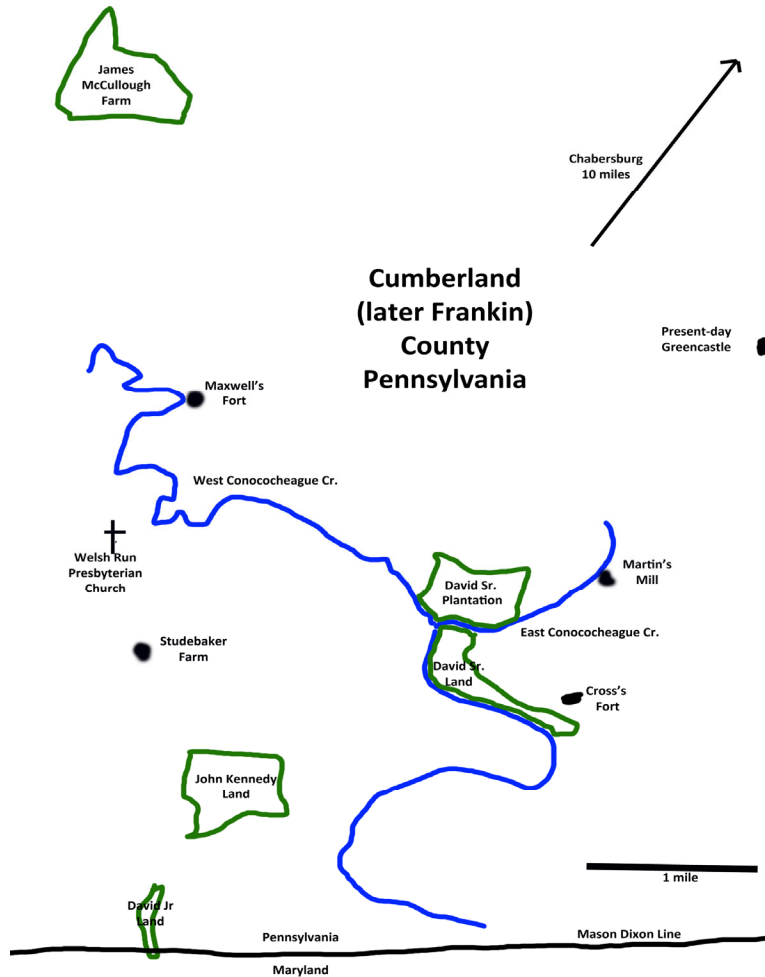 James
McCullough
Farm
Chabersburg
10 miles
Cumberland
(later Frankin)
County
Pennsylvania
Present-day
Greencastle
Maxwell's
Fort
West Conococheague Cr.
Welsh Run
Presbyterian
Church
David Sr.
Plantation
Martin's
Mill
East Conococheague Cr.
Studebaker
Farm
David Sr.
Land
Cross's
Fort
John Kennedy
Land
1 mile
David Jr
Land
Pennsylvania
Mason Dixon Line
Maryland